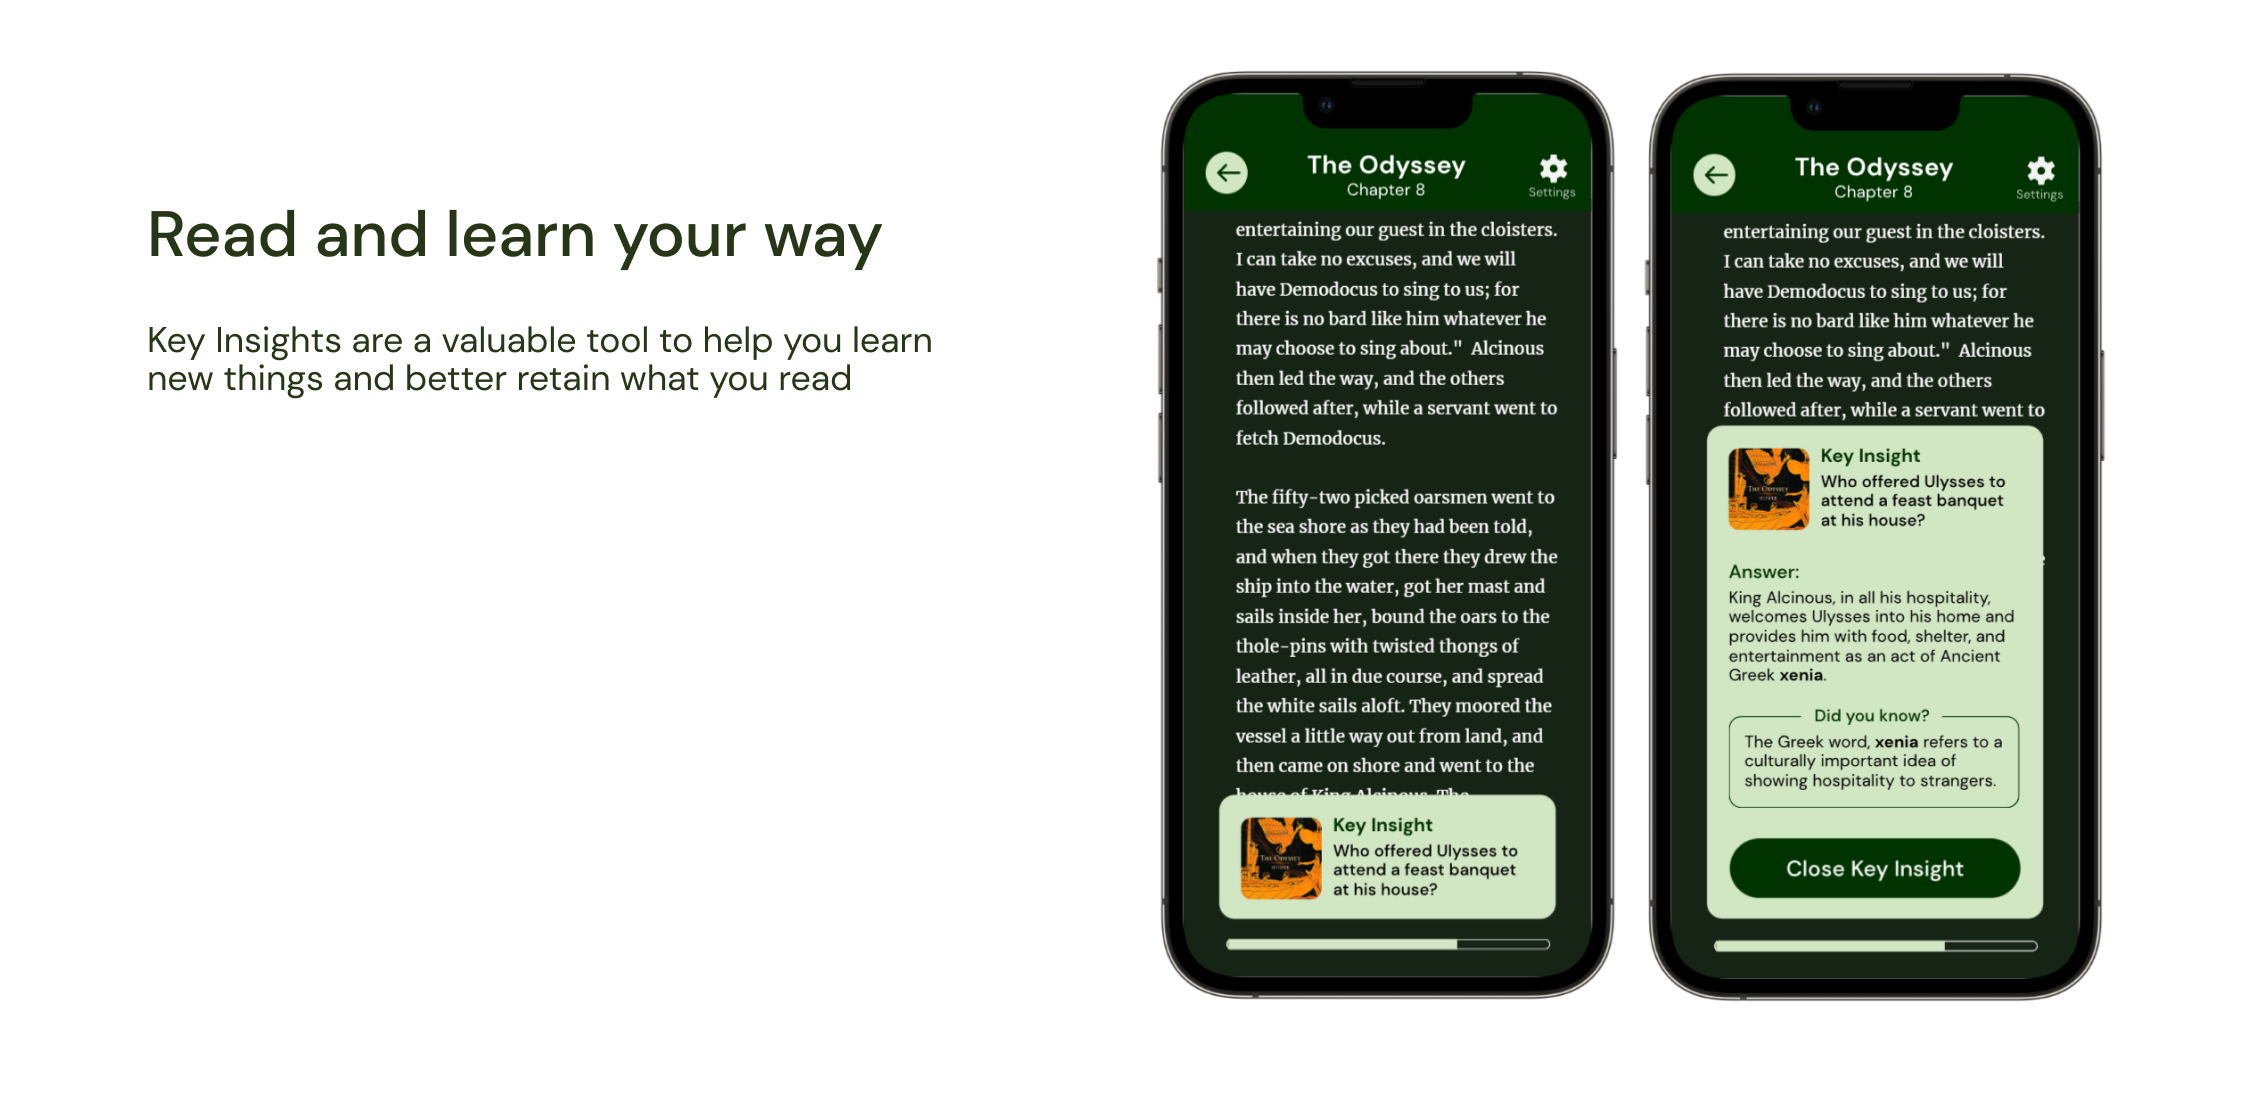 Read and learn your way
Key Insights are a valuable tool to help you learn
new things and better retain what you read
The Odyssey
Chapter 8
Settings
entertaining our guest in the cloisters.
I can take no excuses, and we will
have Demodocus to sing to us; for
there is no bard like him whatever he
may choose to sing about." Alcinous
then led the way, and the others
followed after, while a servant went to
fetch Demodocus.
The fifty-two picked oarsmen went to
the sea shore as they had been told,
and when they got there they drew the
ship into the water, got her mast and
sails inside her, bound the oars to the
thole-pins with twisted thongs of
leather, all in due course, and spread
the white sails aloft. They moored the
vessel a little way out from land, and
then came on shore and went to the
house of King Alcinous. The
THE ODYSSEY
HOMER
Key Insight
Who offered Ulysses to
attend a feast banquet
at his house?
The Odyssey
Chapter 8
Settings
entertaining our guest in the cloisters.
I can take no excuses, and we will
have Demodocus to sing to us; for
there is no bard like him whatever he
may choose to sing about." Alcinous
then led the way, and the others
followed after, while a servant went to
THE ODYSSEY
HOMER
Key Insight
Who offered Ulysses to
attend a feast banquet
at his house?
Answer:
King Alcinous, in all his hospitality,
welcomes Ulysses into his home and
provides him with food, shelter, and
entertainment as an act of Ancient
Greek xenia.
Did you know?
The Greek word, xenia refers to a
culturally important idea of
showing hospitality to strangers.
Close Key Insight